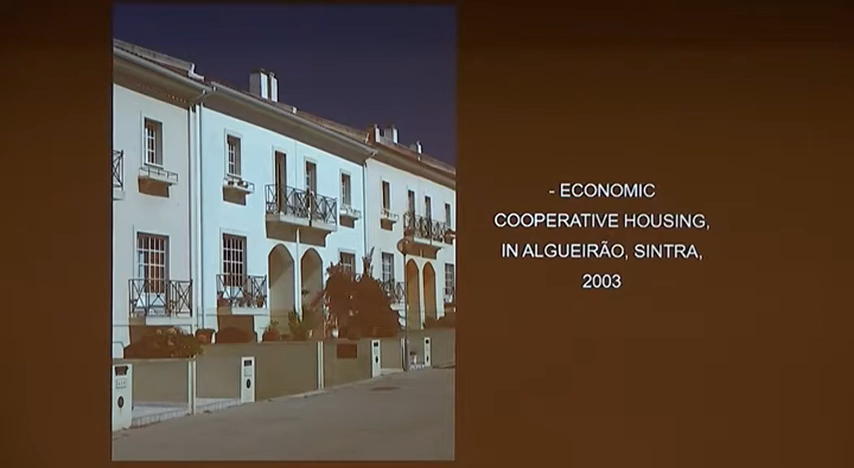 - ECONOMIC
COOPERATIVE HOUSING,
IN ALGUEIRÃO, SINTRA,
2003